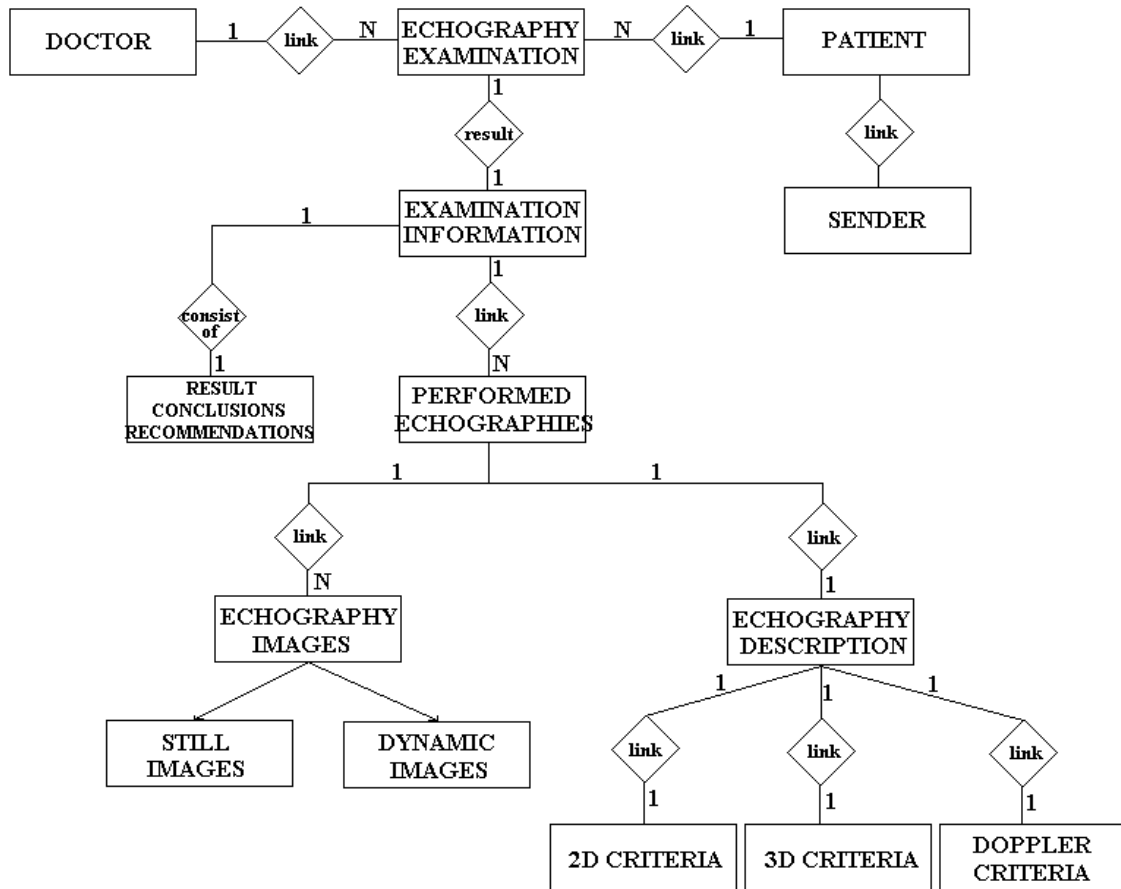 DOCTOR
1
link
N
ECHOGRAPHY
EXAMINATION
N
link
1
PATIENT
1
result
1
link
SENDER
EXAMINATION
INFORMATION
1
1
consist
of
1
link
N
RESULT
CONCLUSIONS
RECOMMENDATIONS
PERFORMED
ECHOGRAPHIES
1
1
link
N
link
1
ECHOGRAPHY
IMAGES
ECHOGRAPHY
DESCRIPTION
STILL
IMAGES
DYNAMIC
IMAGES
1
1
1
link
1
link
1
link
1
2D CRITERIA
3D CRITERIA
DOPPLER
CRITERIA